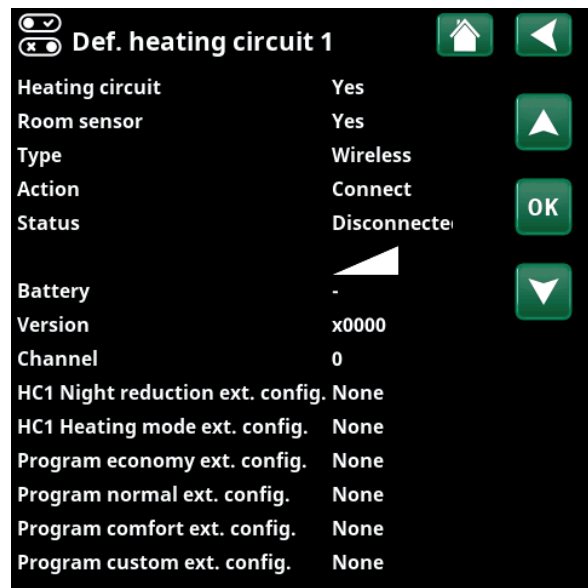 Def. heating circuit 1
Heating circuit Yes
Room sensor Yes
Type Wireless
Action Connect
OK
Status Disconnecte
Battery -
Version x0000
Channel 0
HC1 Night reduction ext. config. None
HC1 Heating mode ext. config. None
Program economy ext. config. None
Program normal ext. config. None
Program comfort ext. config. None
Program custom ext. config. None